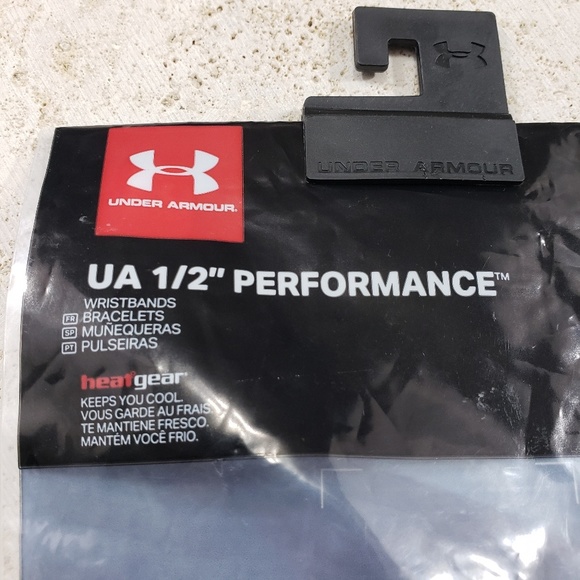 UNDER ARMOUR
UNDER ARMOUR.
UA 1/2" PERFORMANCE™
WRISTBANDS
FR BRACELETS
SP MUÑEQUERAS
PT PULSEIRAS
heatgear®
KEEPS YOU COOL.
VOUS GARDE AU FRAIS.
TE MANTIENE FRESCO.
MANTÉM VOCÊ FRIO.